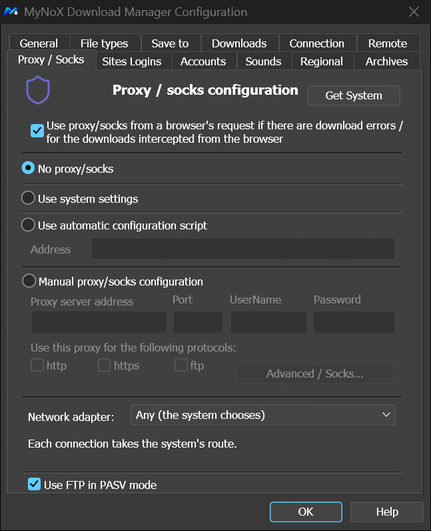 MyNoX Download Manager Configuration
General
File types
Save to
Downloads
Connection
Remote
Proxy / Socks
Sites Logins
Accounts
Sounds
Regional
Archives
Proxy / socks configuration
Get System
Use proxy/socks from a browser's request if there are download errors /
for the downloads intercepted from the browser
No proxy/socks
Use system settings
Use automatic configuration script
Address
Manual proxy/socks configuration
Proxy server address
Port
UserName
Password
Use this proxy for the following protocols:
http
https
ftp
Advanced / Socks...
Network adapter:
Any (the system chooses)
Each connection takes the system's route.
Use FTP in PASV mode
OK
Help